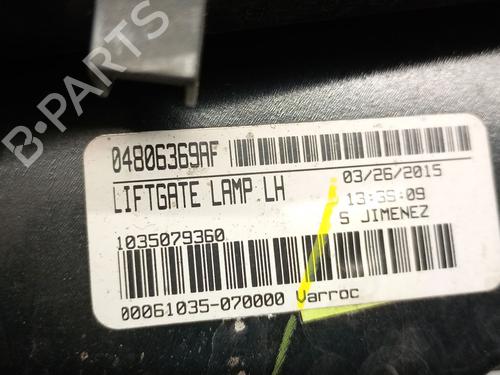 B-PARTS
04806369AF
LIFTGATE LAMP LH
03/26/2015
13:35:09
S JIMENEZ
1035079360
00061035-070000 Varroc